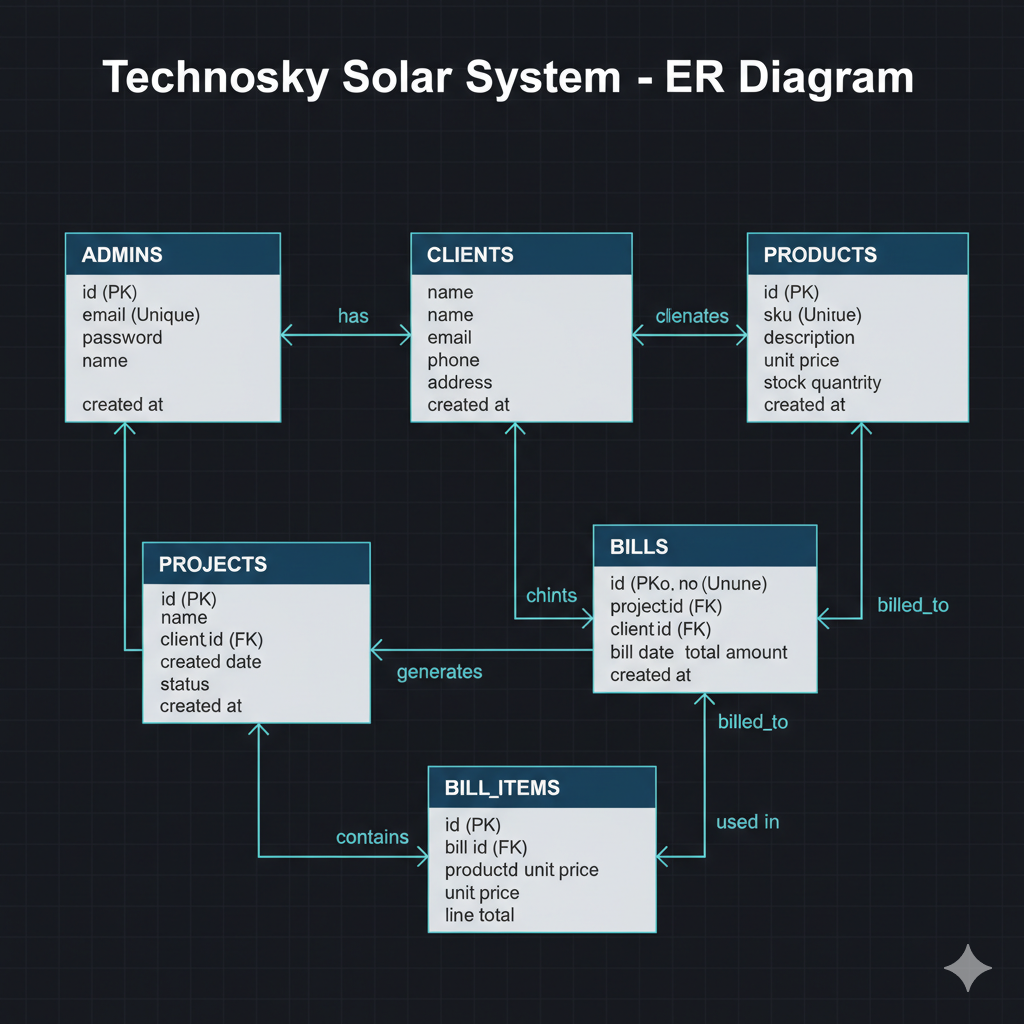 Technosky Solar System - ER Diagram
ADMINS
id (PK)
email (Unique)
password
name
created at
has
CLIENTS
name
name
email
phone
address
created at
clienates
PRODUCTS
id (PK)
sku (Unitue)
description
unit price
stock quantity
created at
PROJECTS
id (PK)
name
client id (FK)
created date
status
created at
chints
generates
BILLS
id (PKo, no (Unune)
project.id (FK)
client id (FK)
bill date total amount
created at
billed_to
billed_to
contains
BILL_ITEMS
id (PK)
bill id (FK)
productd unit price
unit price
line total
used in